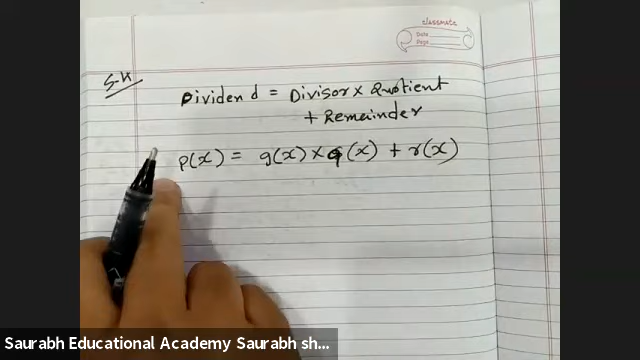 classmate
Date
Page
Dividend = Divisor x Quotient
+ Remainder
p(x) = g(x) x q(x) + r(x)
Saurabh Educational Academy Saurabh sh...